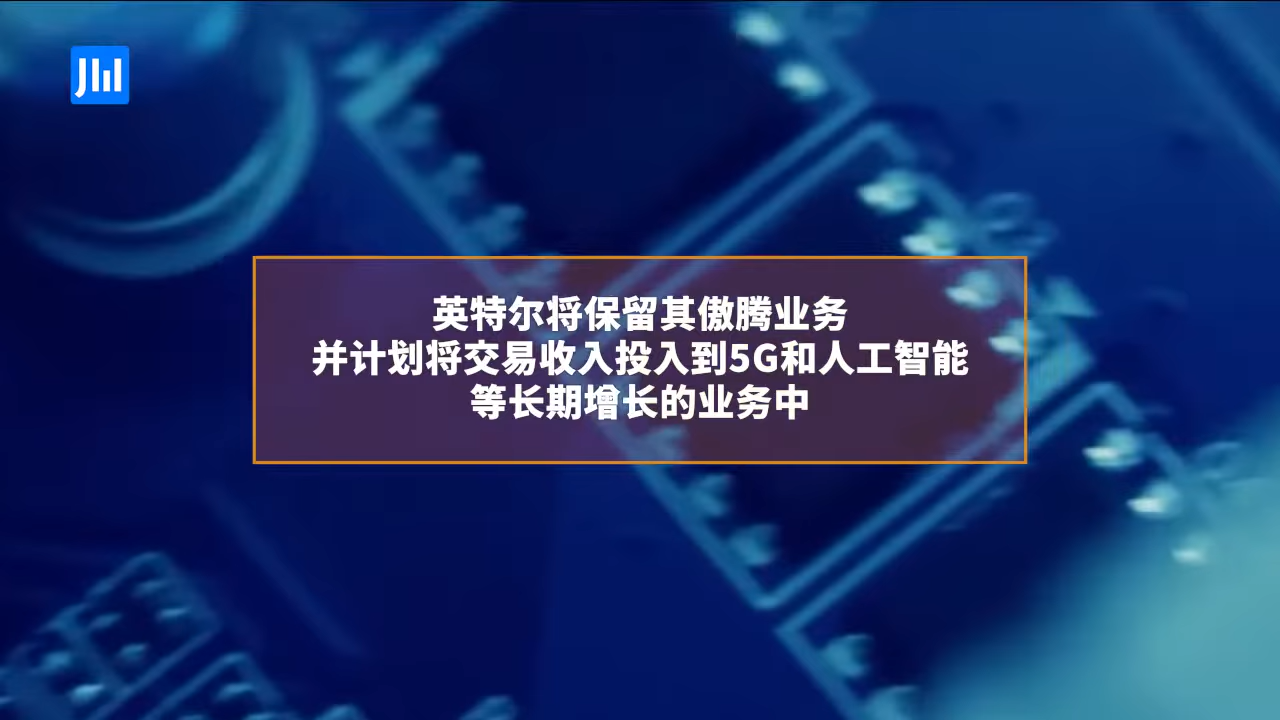 英特尔将保留其傲腾业务
并计划将交易收入投入到5G和人工智能
等长期增长的业务中